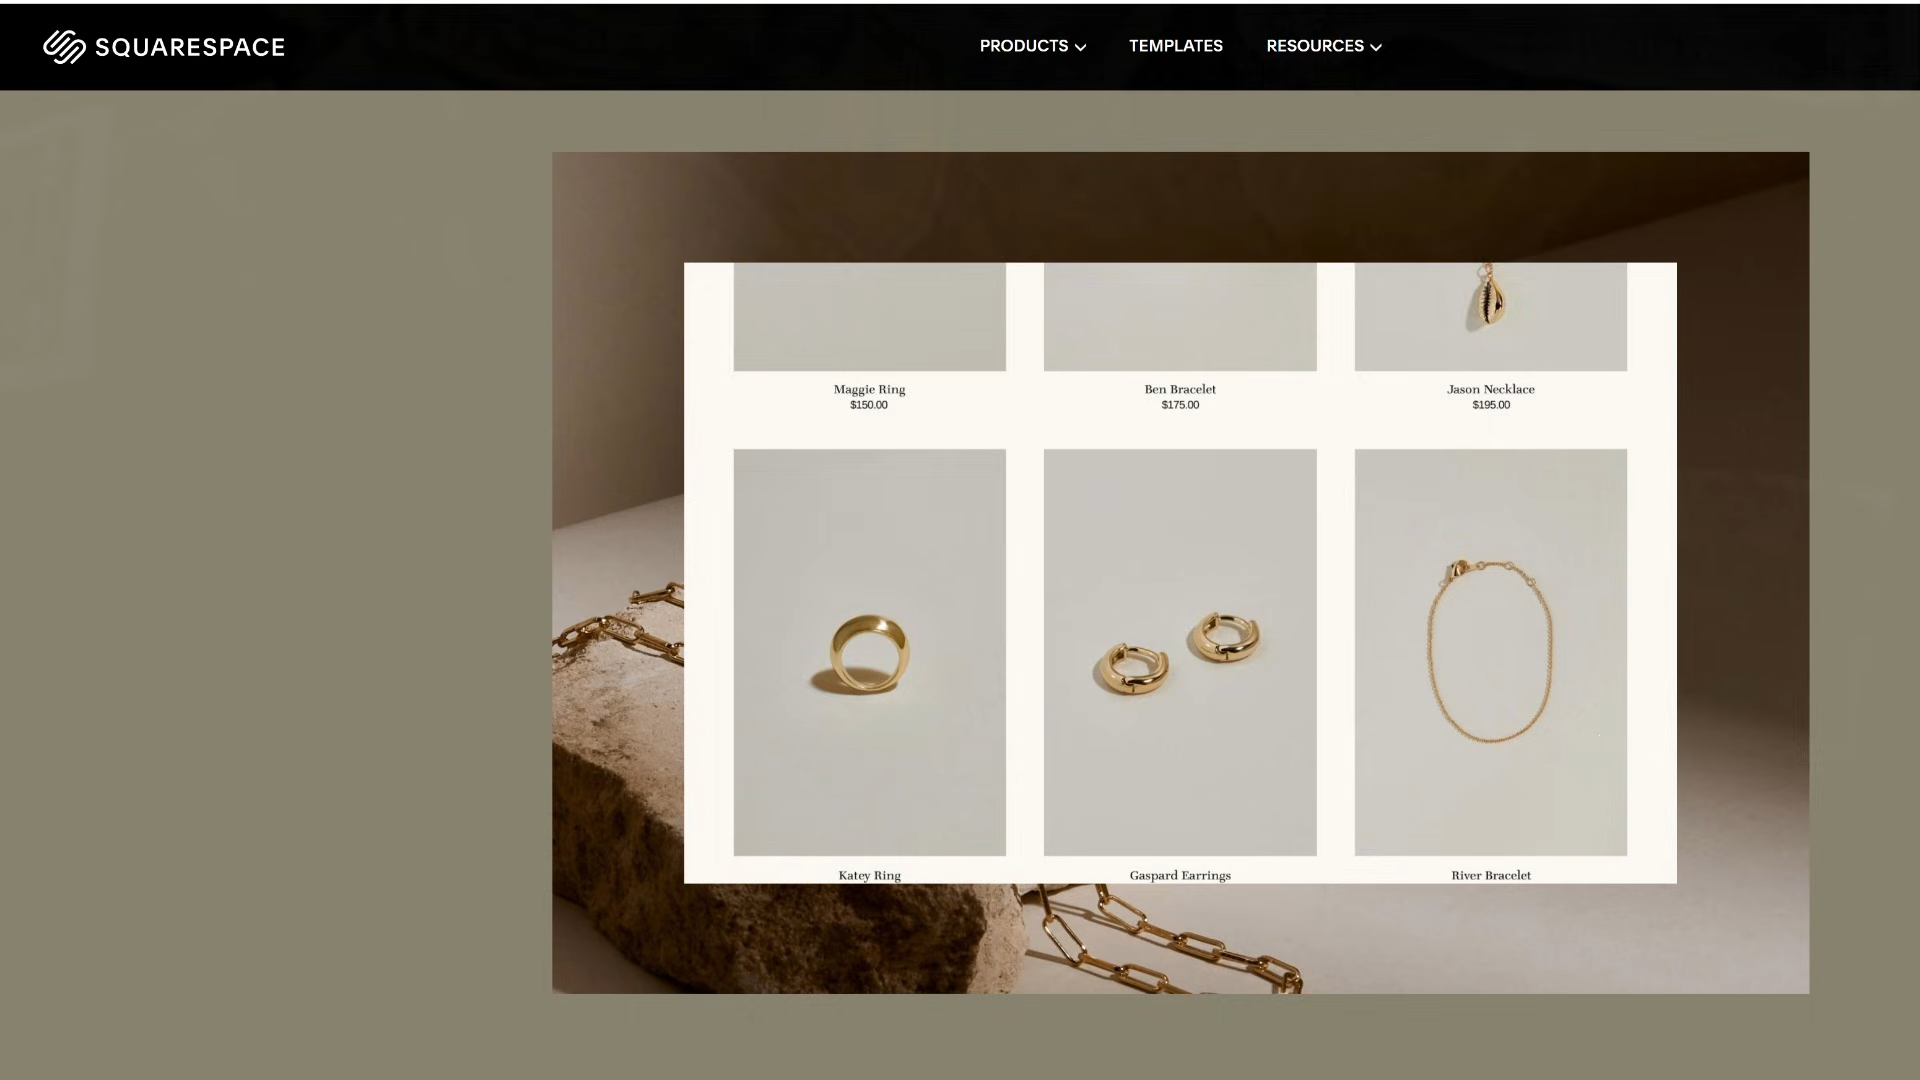 SQUARESPACE
PRODUCTS
TEMPLATES
RESOURCES
Maggie Ring
$150.00
Ben Bracelet
$175.00
Jason Necklace
$195.00
Katey Ring
Gaspard Earrings
River Bracelet